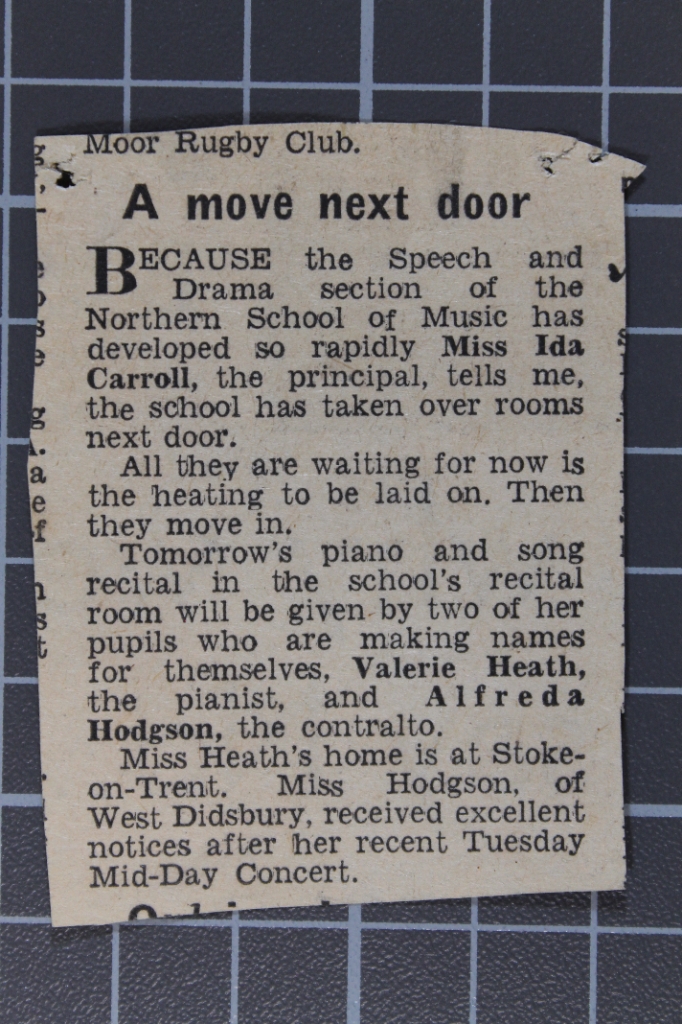 Moor Rugby Club.
A move next door
BECAUSE the Speech and
Drama section of the
Northern School of Music has
developed so rapidly Miss Ida
Carroll, the principal, tells me,
the school has taken over rooms
next door.
All they are waiting for now is
the heating to be laid on. Then
they move in.
Tomorrow's piano and song
recital in the school's recital
room will be given by two of her
pupils who are making names
for themselves, Valerie Heath,
the pianist, and Alfreda
Hodgson, the contralto.
Miss Heath's home is at Stoke-
on-Trent. Miss Hodgson, of
West Didsbury, received excellent
notices after her recent Tuesday
Mid-Day Concert.